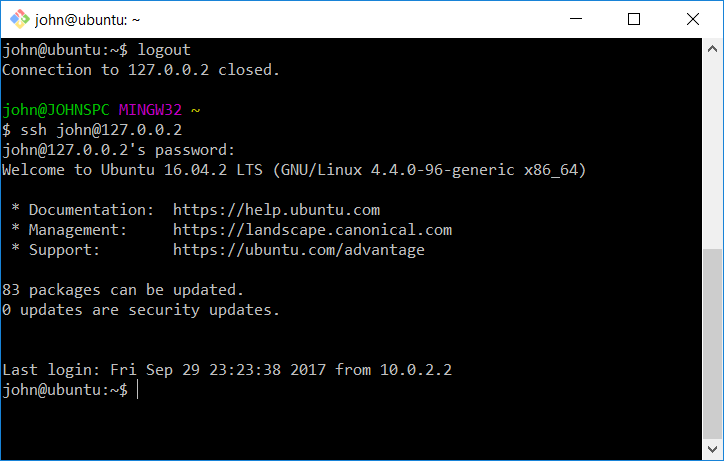 john@ubuntu: ~
john@ubuntu:~$ logout
Connection to 127.0.0.2 closed.
john@JOHNSPC MINGW32 ~
$ ssh john@127.0.0.2
john@127.0.0.2's password:
Welcome to Ubuntu 16.04.2 LTS (GNU/Linux 4.4.0-96-generic x86_64)
* Documentation:  https://help.ubuntu.com
* Management:     https://landscape.canonical.com
* Support:        https://ubuntu.com/advantage
83 packages can be updated.
0 updates are security updates.
Last login: Fri Sep 29 23:23:38 2017 from 10.0.2.2
john@ubuntu:~$